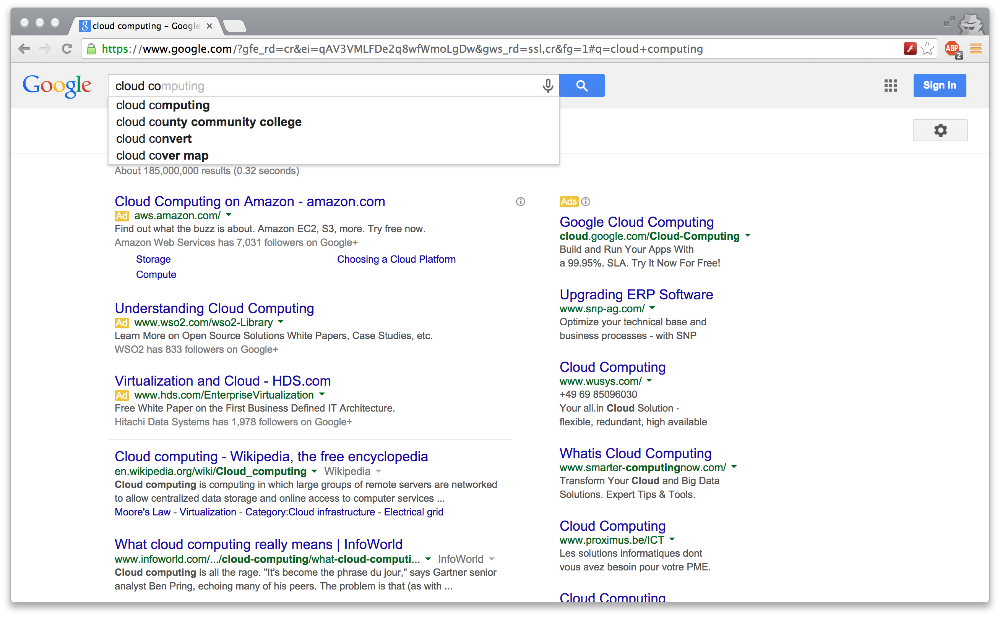 cloud computing - Google
https://www.google.com/?gfe_rd=cr&ei=qAV3VMLFDe2q8wfWmoLgDw&gws_rd=ssl,cr&fg=1#q=cloud+computing
ABP
2
Google
cloud computing
Sign in
cloud computing
cloud county community college
cloud convert
cloud cover map
About 185,000,000 results (0.32 seconds)
Cloud Computing on Amazon - amazon.com
Ad aws.amazon.com/
Find out what the buzz is about. Amazon EC2, S3, more. Try free now.
Amazon Web Services has 7,031 followers on Google+
Storage
Choosing a Cloud Platform
Compute
Understanding Cloud Computing
Ad www.wso2.com/wso2-Library
Learn More on Open Source Solutions White Papers, Case Studies, etc.
WSO2 has 833 followers on Google+
Virtualization and Cloud - HDS.com
Ad www.hds.com/EnterpriseVirtualization
Free White Paper on the First Business Defined IT Architecture.
Hitachi Data Systems has 1,978 followers on Google+
Cloud computing - Wikipedia, the free encyclopedia
en.wikipedia.org/wiki/Cloud_computing Wikipedia
Cloud computing is computing in which large groups of remote servers are networked
to allow centralized data storage and online access to computer services ...
Moore's Law - Virtualization - Category:Cloud infrastructure - Electrical grid
What cloud computing really means | InfoWorld
www.infoworld.com/.../cloud-computing/what-cloud-computi... InfoWorld
Cloud computing is all the rage. "It's become the phrase du jour," says Gartner senior
analyst Ben Pring, echoing many of his peers. The problem is that (as with ...
Ads
Google Cloud Computing
cloud.google.com/Cloud-Computing
Build and Run Your Apps With
a 99.95%. SLA. Try It Now For Free!
Upgrading ERP Software
www.snp-ag.com/
Optimize your technical base and
business processes - with SNP
Cloud Computing
www.wusys.com/
+49 69 85096030
Your all.in Cloud Solution -
flexible, redundant, high available
Whatis Cloud Computing
www.smarter-computingnow.com/
Transform Your Cloud and Big Data
Solutions. Expert Tips & Tools.
Cloud Computing
www.proximus.be/ICT
Les solutions informatiques dont
vous avez besoin pour votre PME.
Cloud Computing